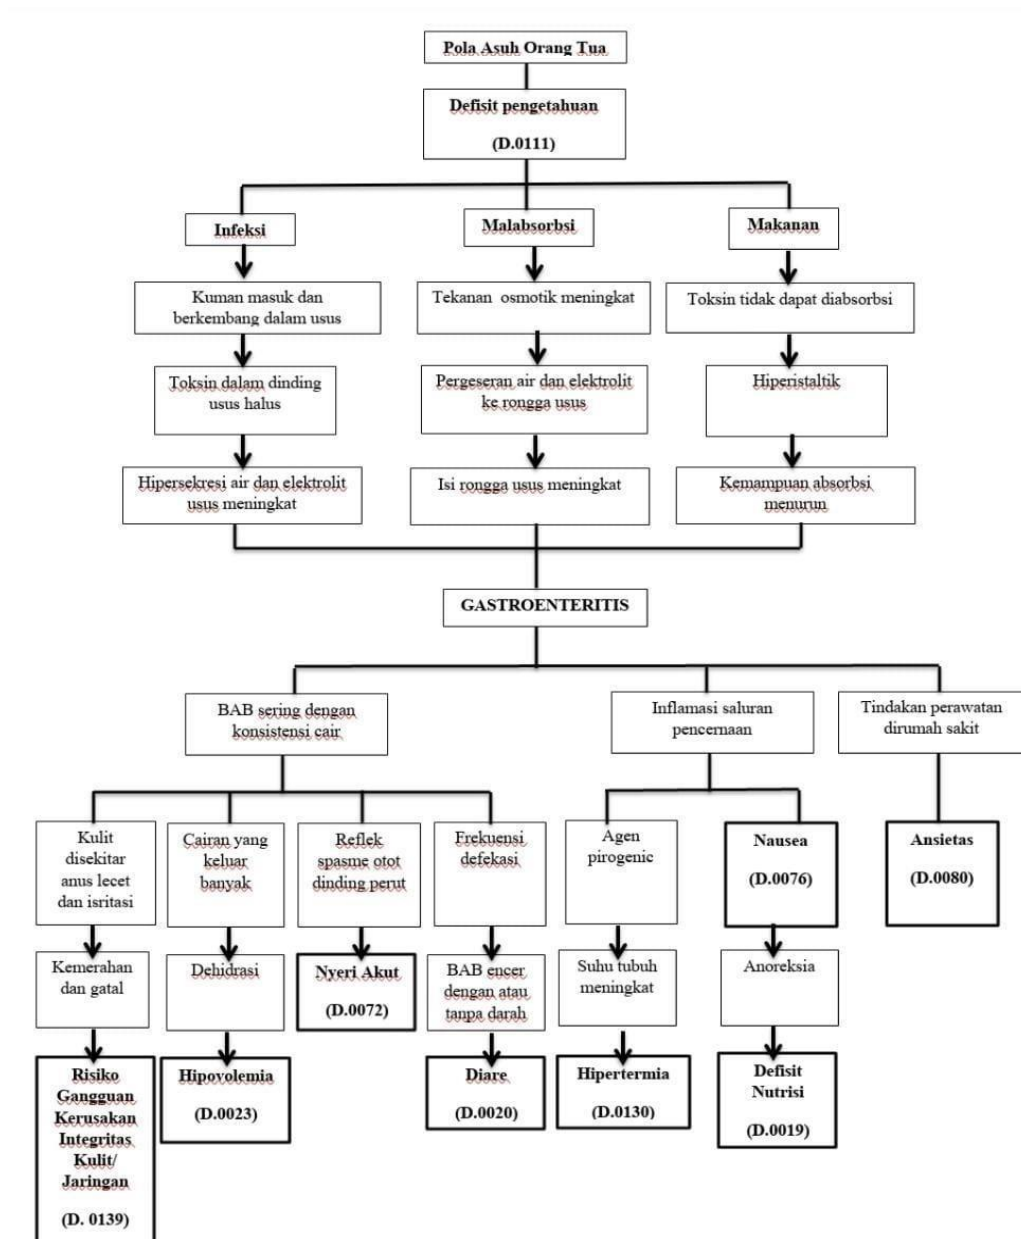 Pola Asuh Orang Tua
Defisit pengetahuan
(D.0111)
Infeksi
Malabsorbsi
Makanan
Kuman masuk dan
berkembang dalam usus
Tekanan osmotik meningkat
Toksin tidak dapat diabsorbsi
Toksin dalam dinding
usus halus
Pergeseran air dan elektrolit
ke rongga usus
Hiperistaltik
Hipersekresi air dan elektrolit
usus meningkat
Isi rongga usus meningkat
Kemampuan absorbsi
menurun
GASTROENTERITIS
BAB sering dengan
konsistensi cair
Inflamasi saluran
pencernaan
Tindakan perawatan
dirumah sakit
Kulit
disekitar
anus lecet
dan isritasi
Cairan yang
keluar
banyak
Reflek
spasme otot
dinding perut
Frekuensi
defekasi
Agen
pirogenic
Nausea
(D.0076)
Ansietas
(D.0080)
Kemerahan
dan gatal
Dehidrasi
Nyeri Akut
(D.0072)
BAB encer
dengan atau
tanpa darah
Suhu tubuh
meningkat
Anoreksia
Risiko
Gangguan
Kerusakan
Integritas
Kulit/
Jaringan
(D. 0139)
Hipovolemia
(D.0023)
Diare
(D.0020)
Hipertermia
(D.0130)
Defisit
Nutrisi
(D.0019)